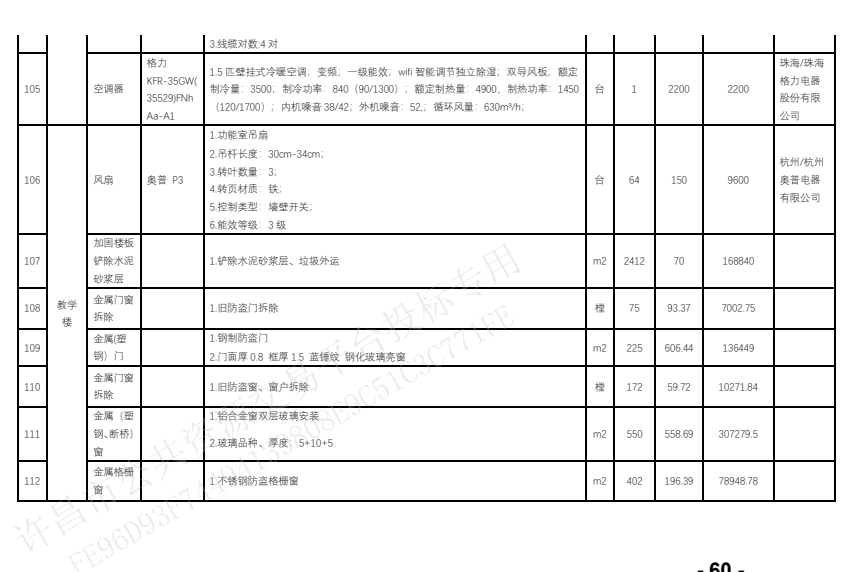 3.线缆对数:4 对
105
空调器
格力
KFR-35GW(
35529)FNh
Aa-A1
1.5 匹壁挂式冷暖空调；变频；一级能效；wifi 智能调节独立除湿；双导风板；额定
制冷量：3500；制冷功率：840（90/1300）；额定制热量：4900，制热功率：1450
（120/1700）；内机噪音 38/42；外机噪音：52,；循环风量：630m³/h；
台
1
2200
2200
珠海/珠海
格力电器
股份有限
公司
教学
楼
106
风扇
奥普 P3
1.功能室吊扇
2.吊杆长度：30cm-34cm；
3.转叶数量：3；
4.转页材质：铁；
5.控制类型：墙壁开关；
6.能效等级：3 级
台
64
150
9600
杭州/杭州
奥普电器
有限公司
107
加固楼板
铲除水泥
砂浆层
1.铲除水泥砂浆层、垃圾外运
m2
2412
70
168840
108
金属门窗
拆除
1.旧防盗门拆除
樘
75
93.37
7002.75
109
金属(塑
钢）门
1.钢制防盗门
2.门面厚 0.8 框厚 1.5 蓝锤纹 钢化玻璃亮窗
m2
225
606.44
136449
110
金属门窗
拆除
1.旧防盗窗、窗户拆除
樘
172
59.72
10271.84
111
金属（塑
钢、断桥）
窗
1.铝合金窗双层玻璃安装
2.玻璃品种、厚度：5+10+5
m2
550
558.69
307279.5
112
金属格栅
窗
1.不锈钢防盗格栅窗
m2
402
196.39
78948.78
许昌市公共资源交易平台投标专用
- 60 -